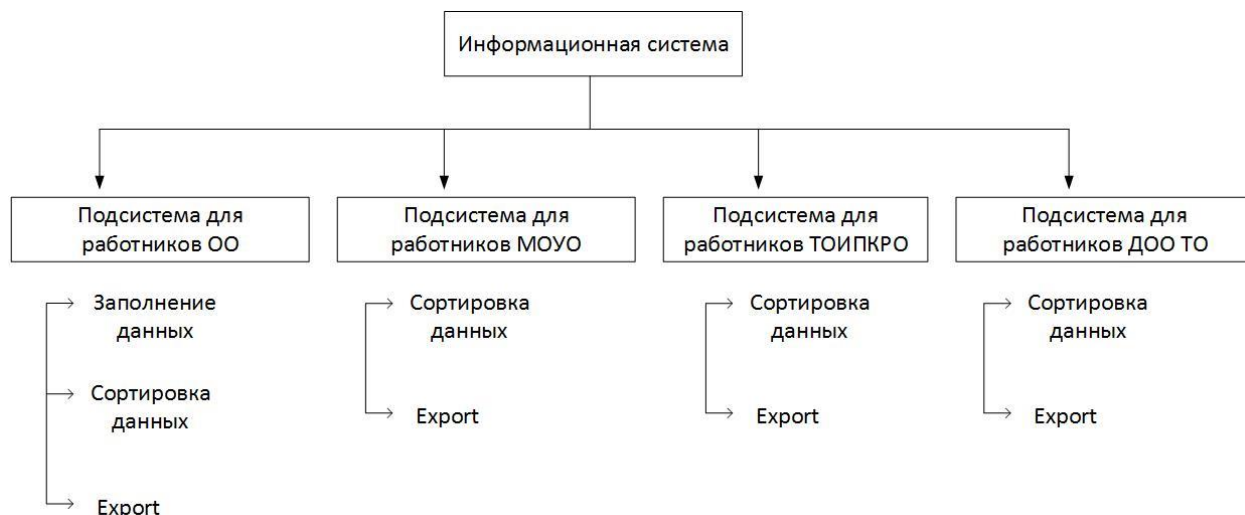 Информационная система
Подсистема для
работников ОО
Подсистема для
работников МОУО
Подсистема для
работников ТОИПКРО
Подсистема для
работников ДОО ТО
Заполнение
данных
Сортировка
данных
Export
Сортировка
данных
Export
Сортировка
данных
Export
Сортировка
данных
Export